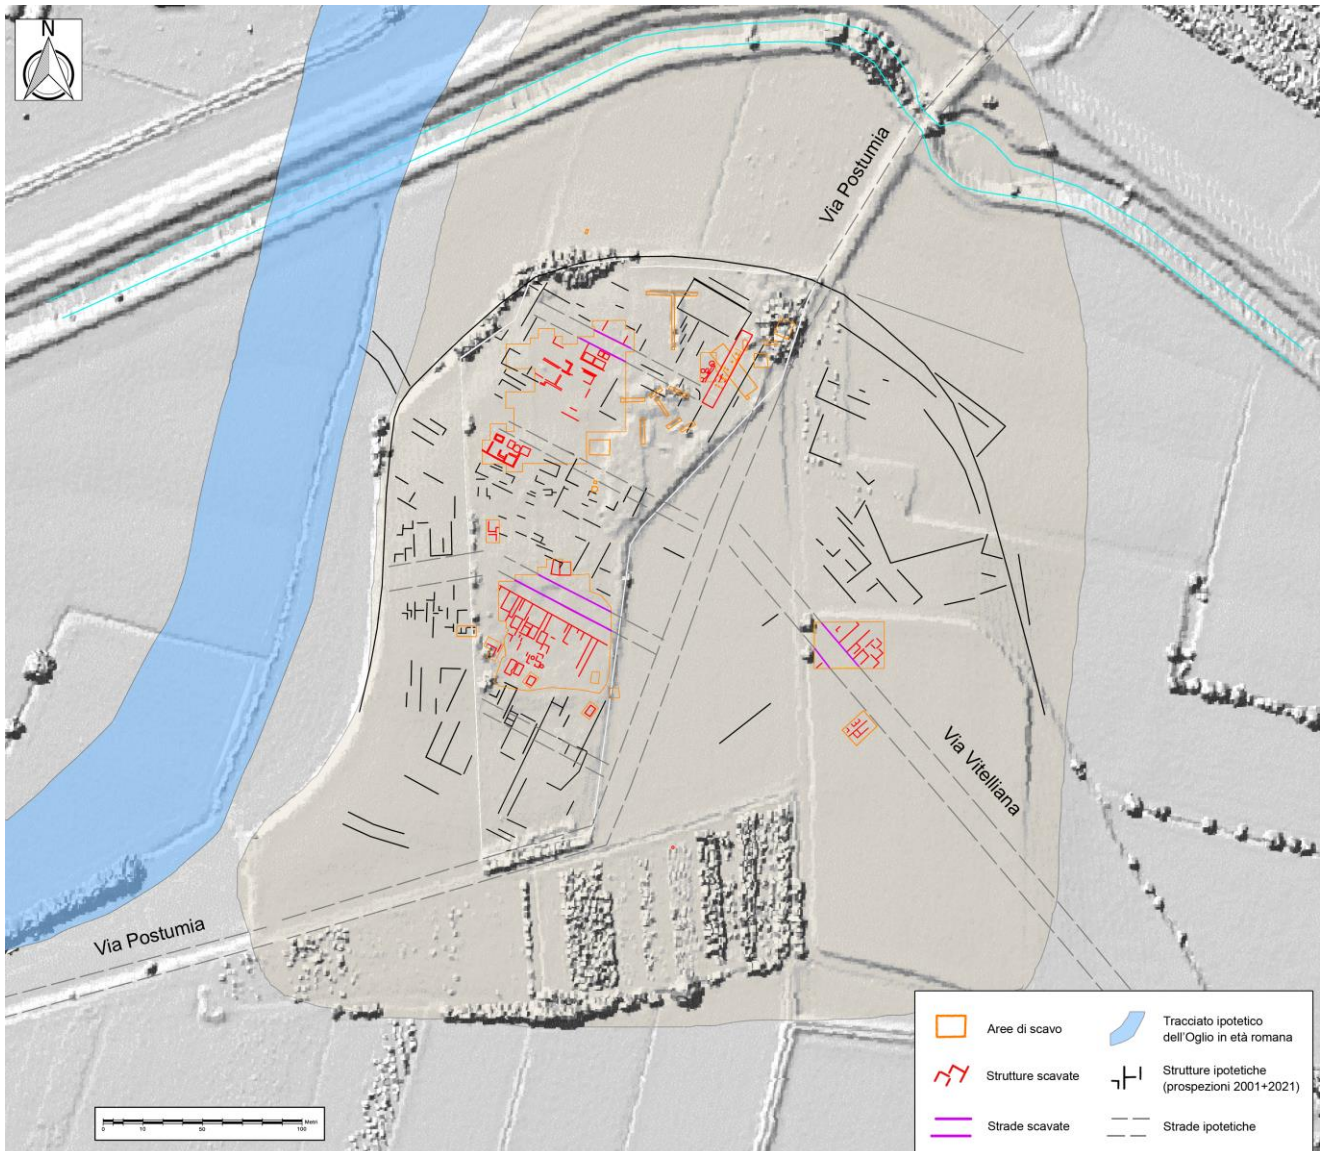 N
Via Postumia
Via Vitelliana
Via Postumia
Aree di scavo
Tracciato ipotetico
dell'Oglio in età romana
Strutture scavate
Strutture ipotetiche
(prospezioni 2001+2021)
Strade scavate
Strade ipotetiche
Metri
0 10 50 100